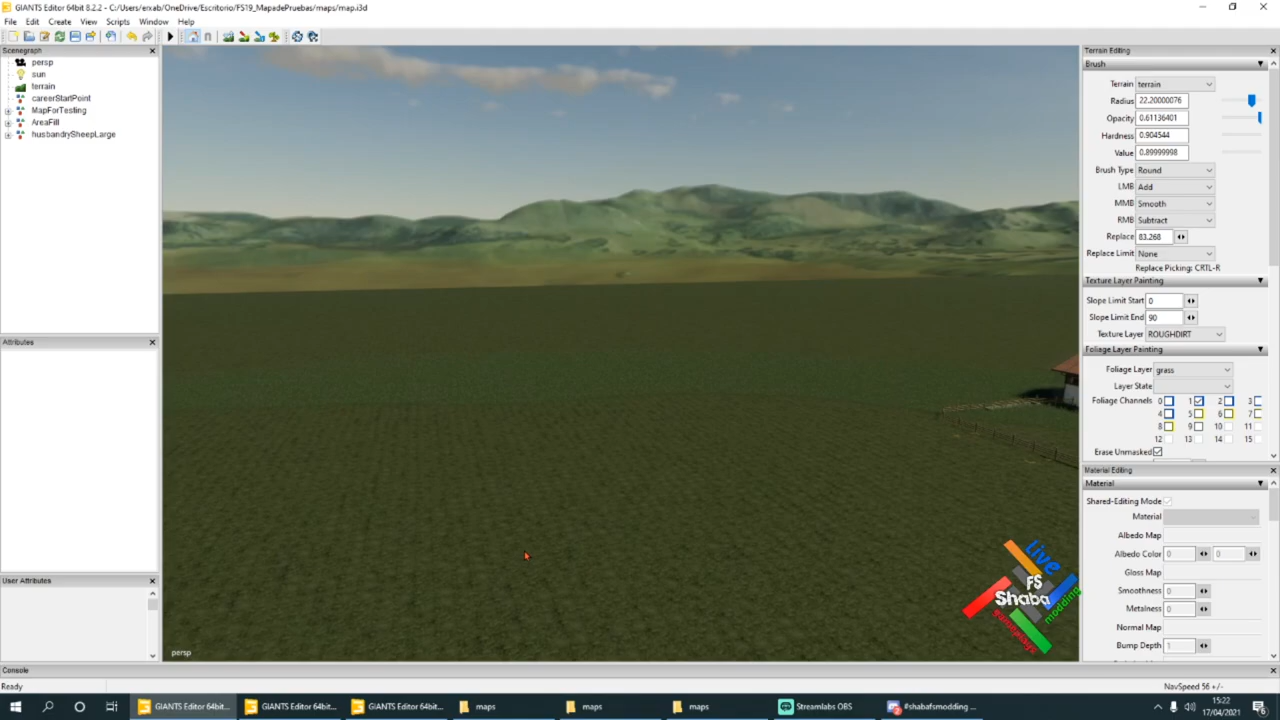 GIANTS Editor 64bit 8.2.2 - C:/Users/erxab/OneDrive/Escritorio/FS19_MapadePruebas/maps/map.i3d
File Edit Create View Scripts Window Help
Scenegraph
persp
sun
terrain
careerStartPoint
MapForTesting
AreaFill
husbandrySheepLarge
Attributes
User Attributes
persp
Live
FS
Shaba
modding
Terrain Editing
Brush
Terrain terrain
Radius 22.20000076
Opacity 0.61136401
Hardness 0.904544
Value 0.89999998
Brush Type Round
LMB Add
MMB Smooth
RMB Subtract
Replace 83.268
Replace Limit None
Replace Picking: CRTL-R
Texture Layer Painting
Slope Limit Start 0
Slope Limit End 90
Texture Layer ROUGHDIRT
Foliage Layer Painting
Foliage Layer grass
Layer State
Foliage Channels 0 1 2 3
4 5 6 7
8 9 10 11
12 13 14 15
Erase Unmasked
Material Editing
Material
Shared-Editing Mode
Material
Albedo Map
Albedo Color 0 0
Gloss Map
Smoothness 0
Metalness 0
Normal Map
Bump Depth 1
Console
Ready
NavSpeed 56 +/-
GIANTS Editor 64bit...
GIANTS Editor 64bit...
GIANTS Editor 64bit...
maps
maps
maps
Streamlabs OBS
#shabafsmodding ...
15:22
17/04/2021